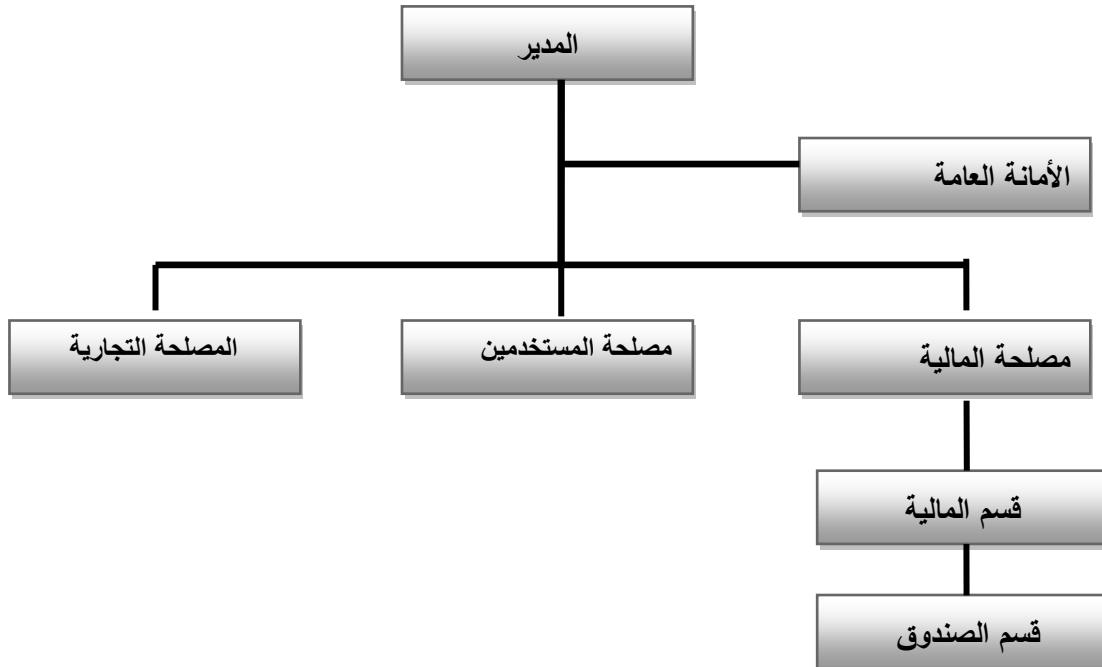 المدير
الأمانة العامة
مصلحة المالية
مصلحة المستخدمين
المصلحة التجارية
قسم المالية
قسم الصندوق